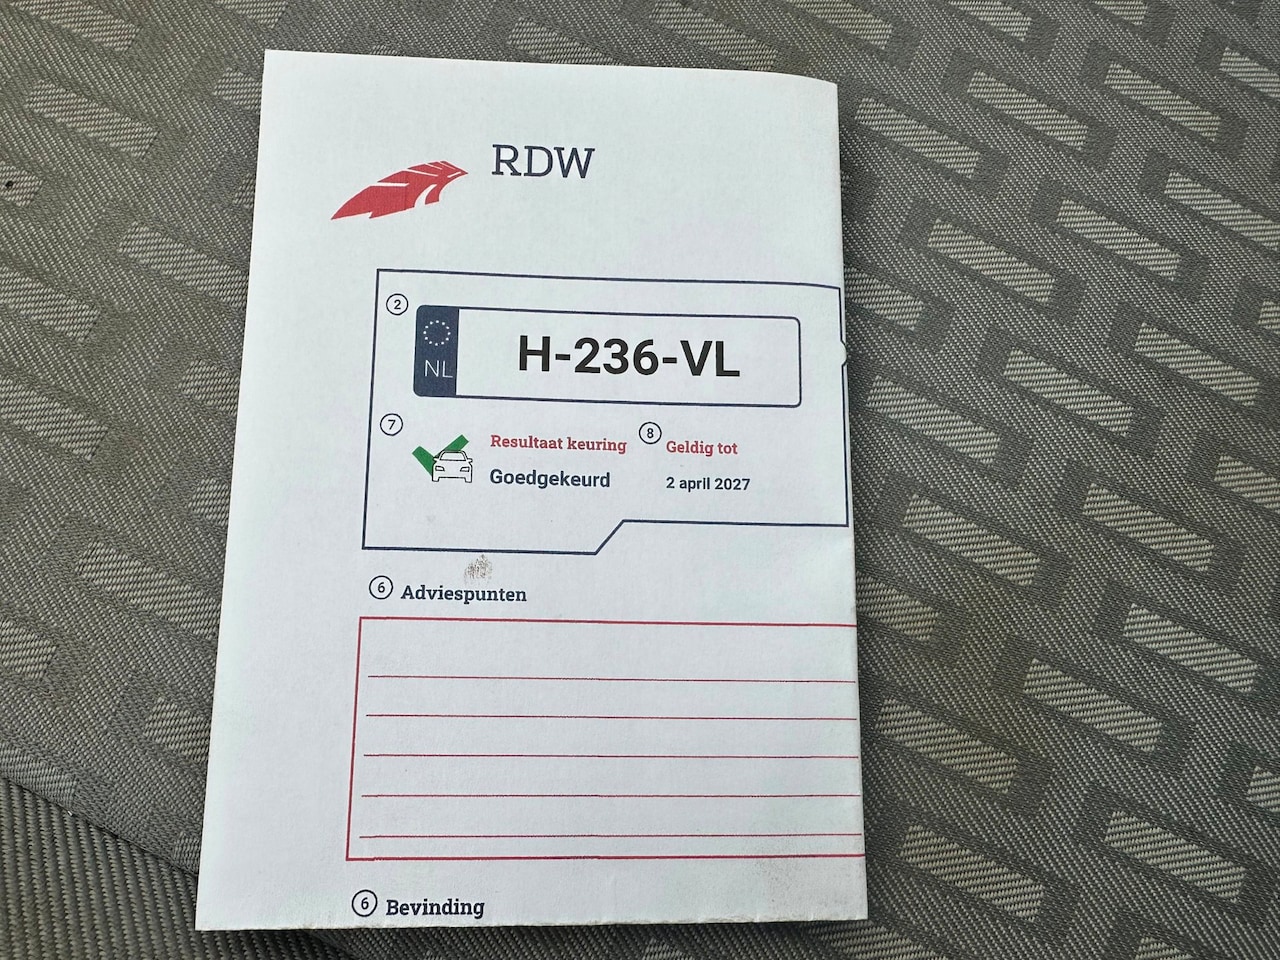 RDW
2
NL
H-236-VL
7
Resultaat keuring
Goedgekeurd
8
Geldig tot
2 april 2027
6 Adviespunten
6 Bevinding